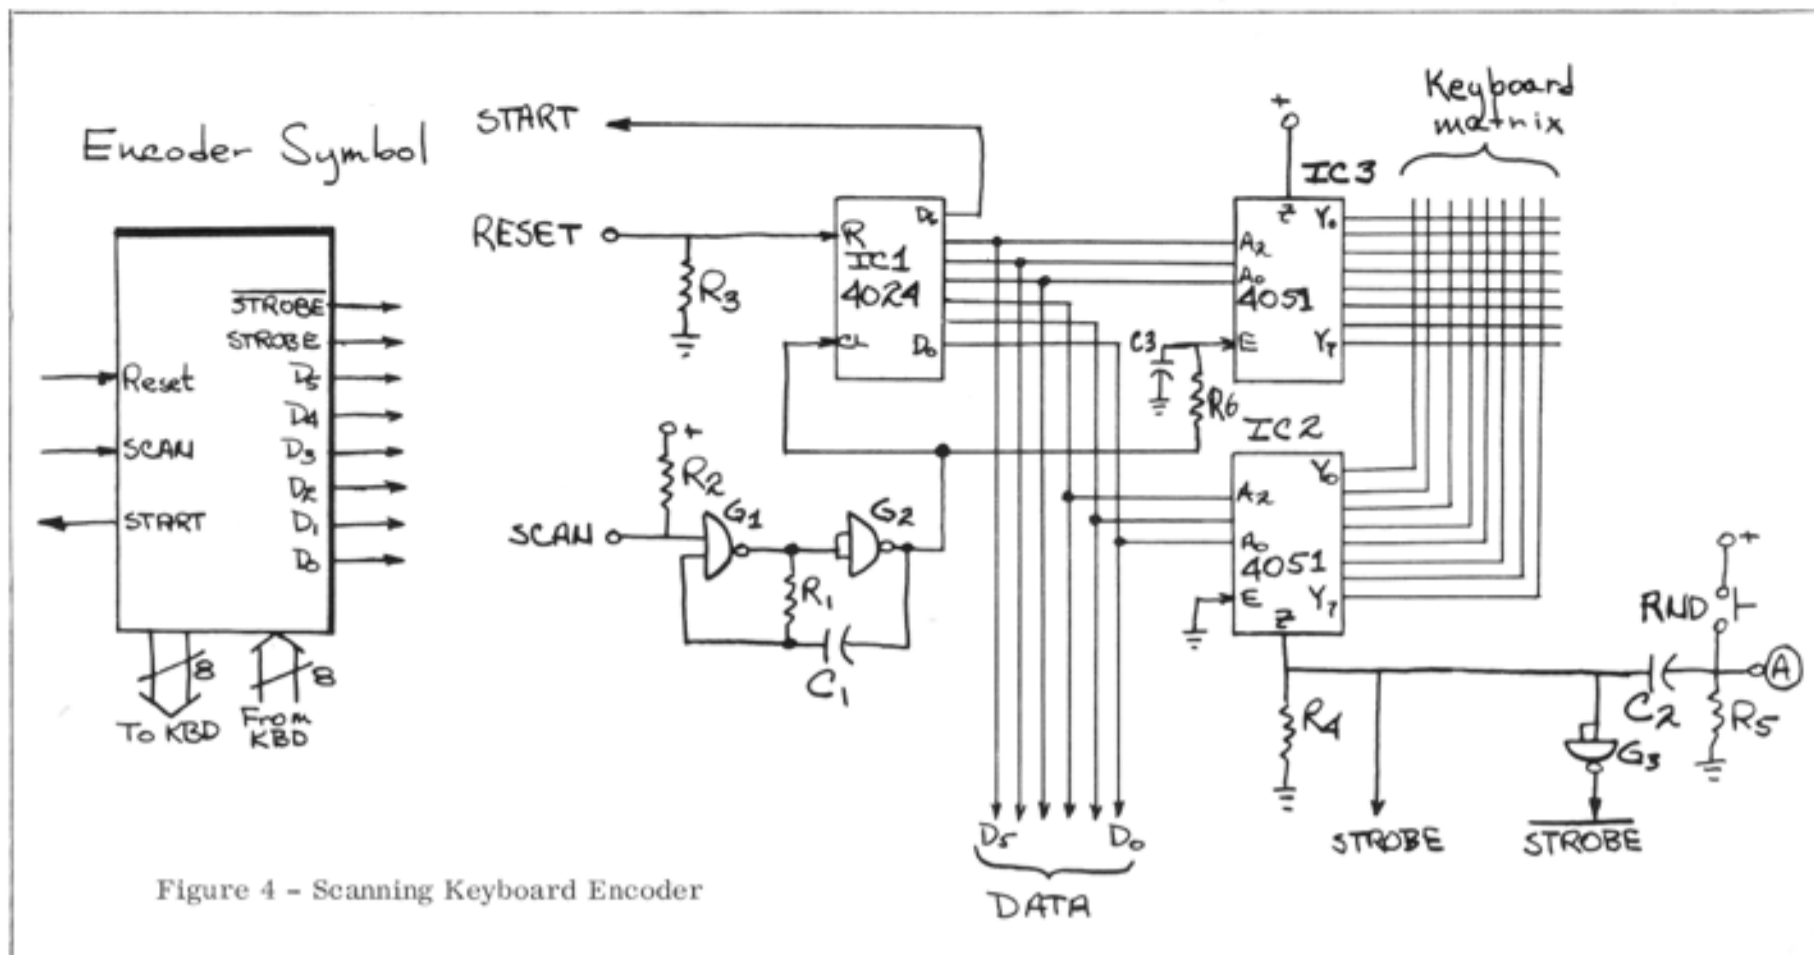 Encoder Symbol
STROBE
STROBE
Reset
D5
D4
SCAN
D3
D2
START
D1
D0
8
8
To KBD
From
KBD
START
RESET
R3
R
IC1
4024
CL
D6
D0
+
R2
SCAN
G1
G2
R1
C1
+
IC3
Z
Y0
A2
A0
4051
E
Y7
C3
R6
Keyboard
matrix
IC2
Y0
A2
A0
4051
E
Y7
Z
R4
STROBE
STROBE
G3
C2
RND
+
A
R5
D5
D0
DATA
Figure 4 - Scanning Keyboard Encoder